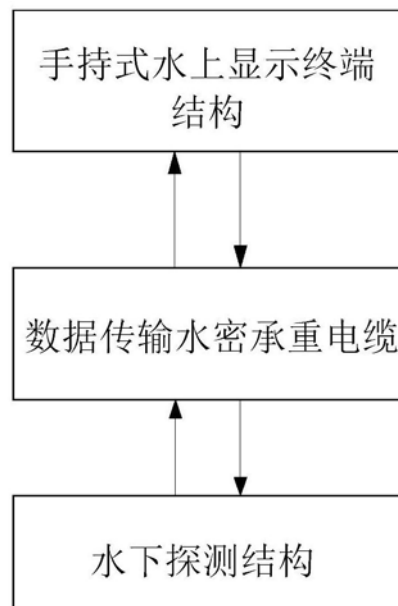 手持式水上显示终端
结构
数据传输水密承重电缆
水下探测结构